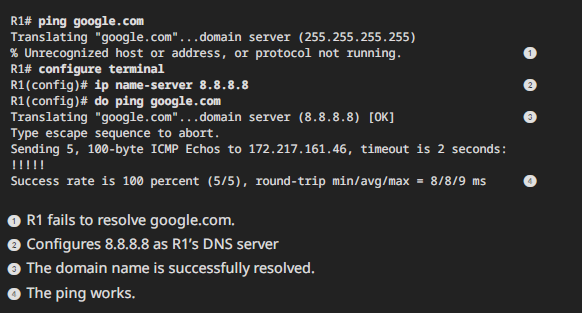 R1# ping google.com
Translating "google.com"...domain server (255.255.255.255)
% Unrecognized host or address, or protocol not running. 1
R1# configure terminal
R1(config)# ip name-server 8.8.8.8 2
R1(config)# do ping google.com
Translating "google.com"...domain server (8.8.8.8) [OK] 3
Type escape sequence to abort.
Sending 5, 100-byte ICMP Echos to 172.217.161.46, timeout is 2 seconds:
!!!!!
Success rate is 100 percent (5/5), round-trip min/avg/max = 8/8/9 ms 4
1 R1 fails to resolve google.com.
2 Configures 8.8.8.8 as R1’s DNS server
3 The domain name is successfully resolved.
4 The ping works.